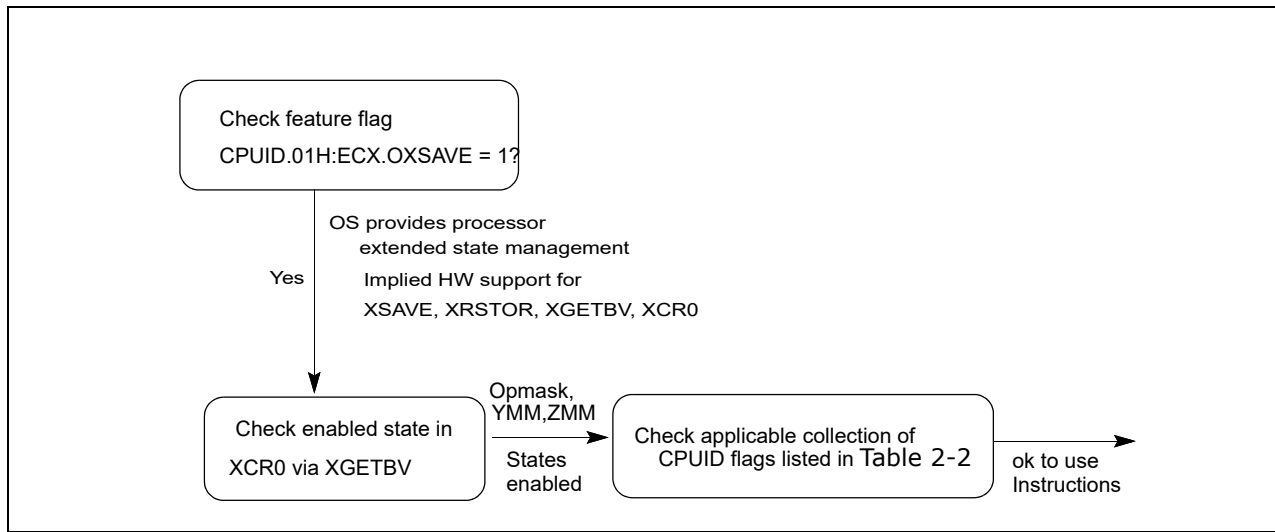 Check feature flag
CPUID.01H:ECX.OXSAVE = 1?
OS provides processor
extended state management
Yes
Implied HW support for
XSAVE, XRSTOR, XGETBV, XCR0
Check enabled state in
XCR0 via XGETBV
Opmask,
YMM,ZMM
States
enabled
Check applicable collection of
CPUID flags listed in Table 2-2
ok to use
Instructions